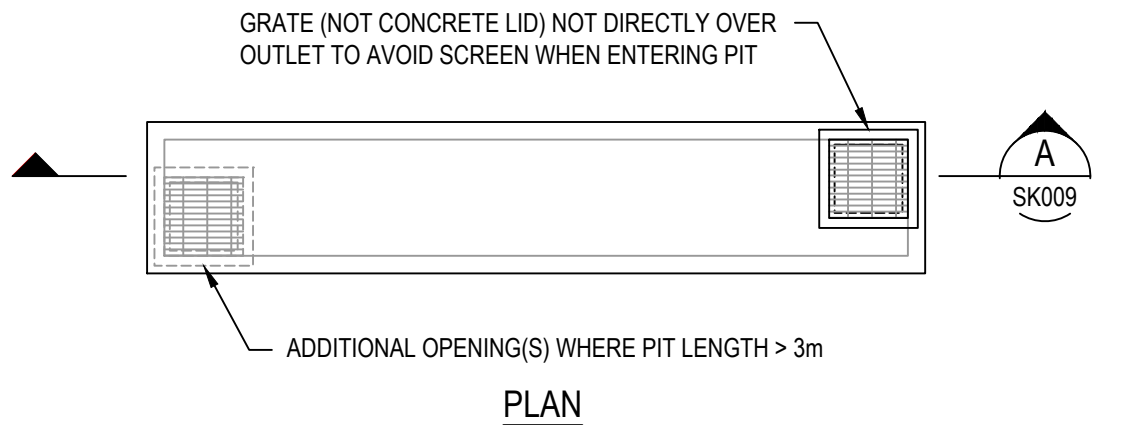 GRATE (NOT CONCRETE LID) NOT DIRECTLY OVER
OUTLET TO AVOID SCREEN WHEN ENTERING PIT
A
SK009
ADDITIONAL OPENING(S) WHERE PIT LENGTH > 3m
PLAN